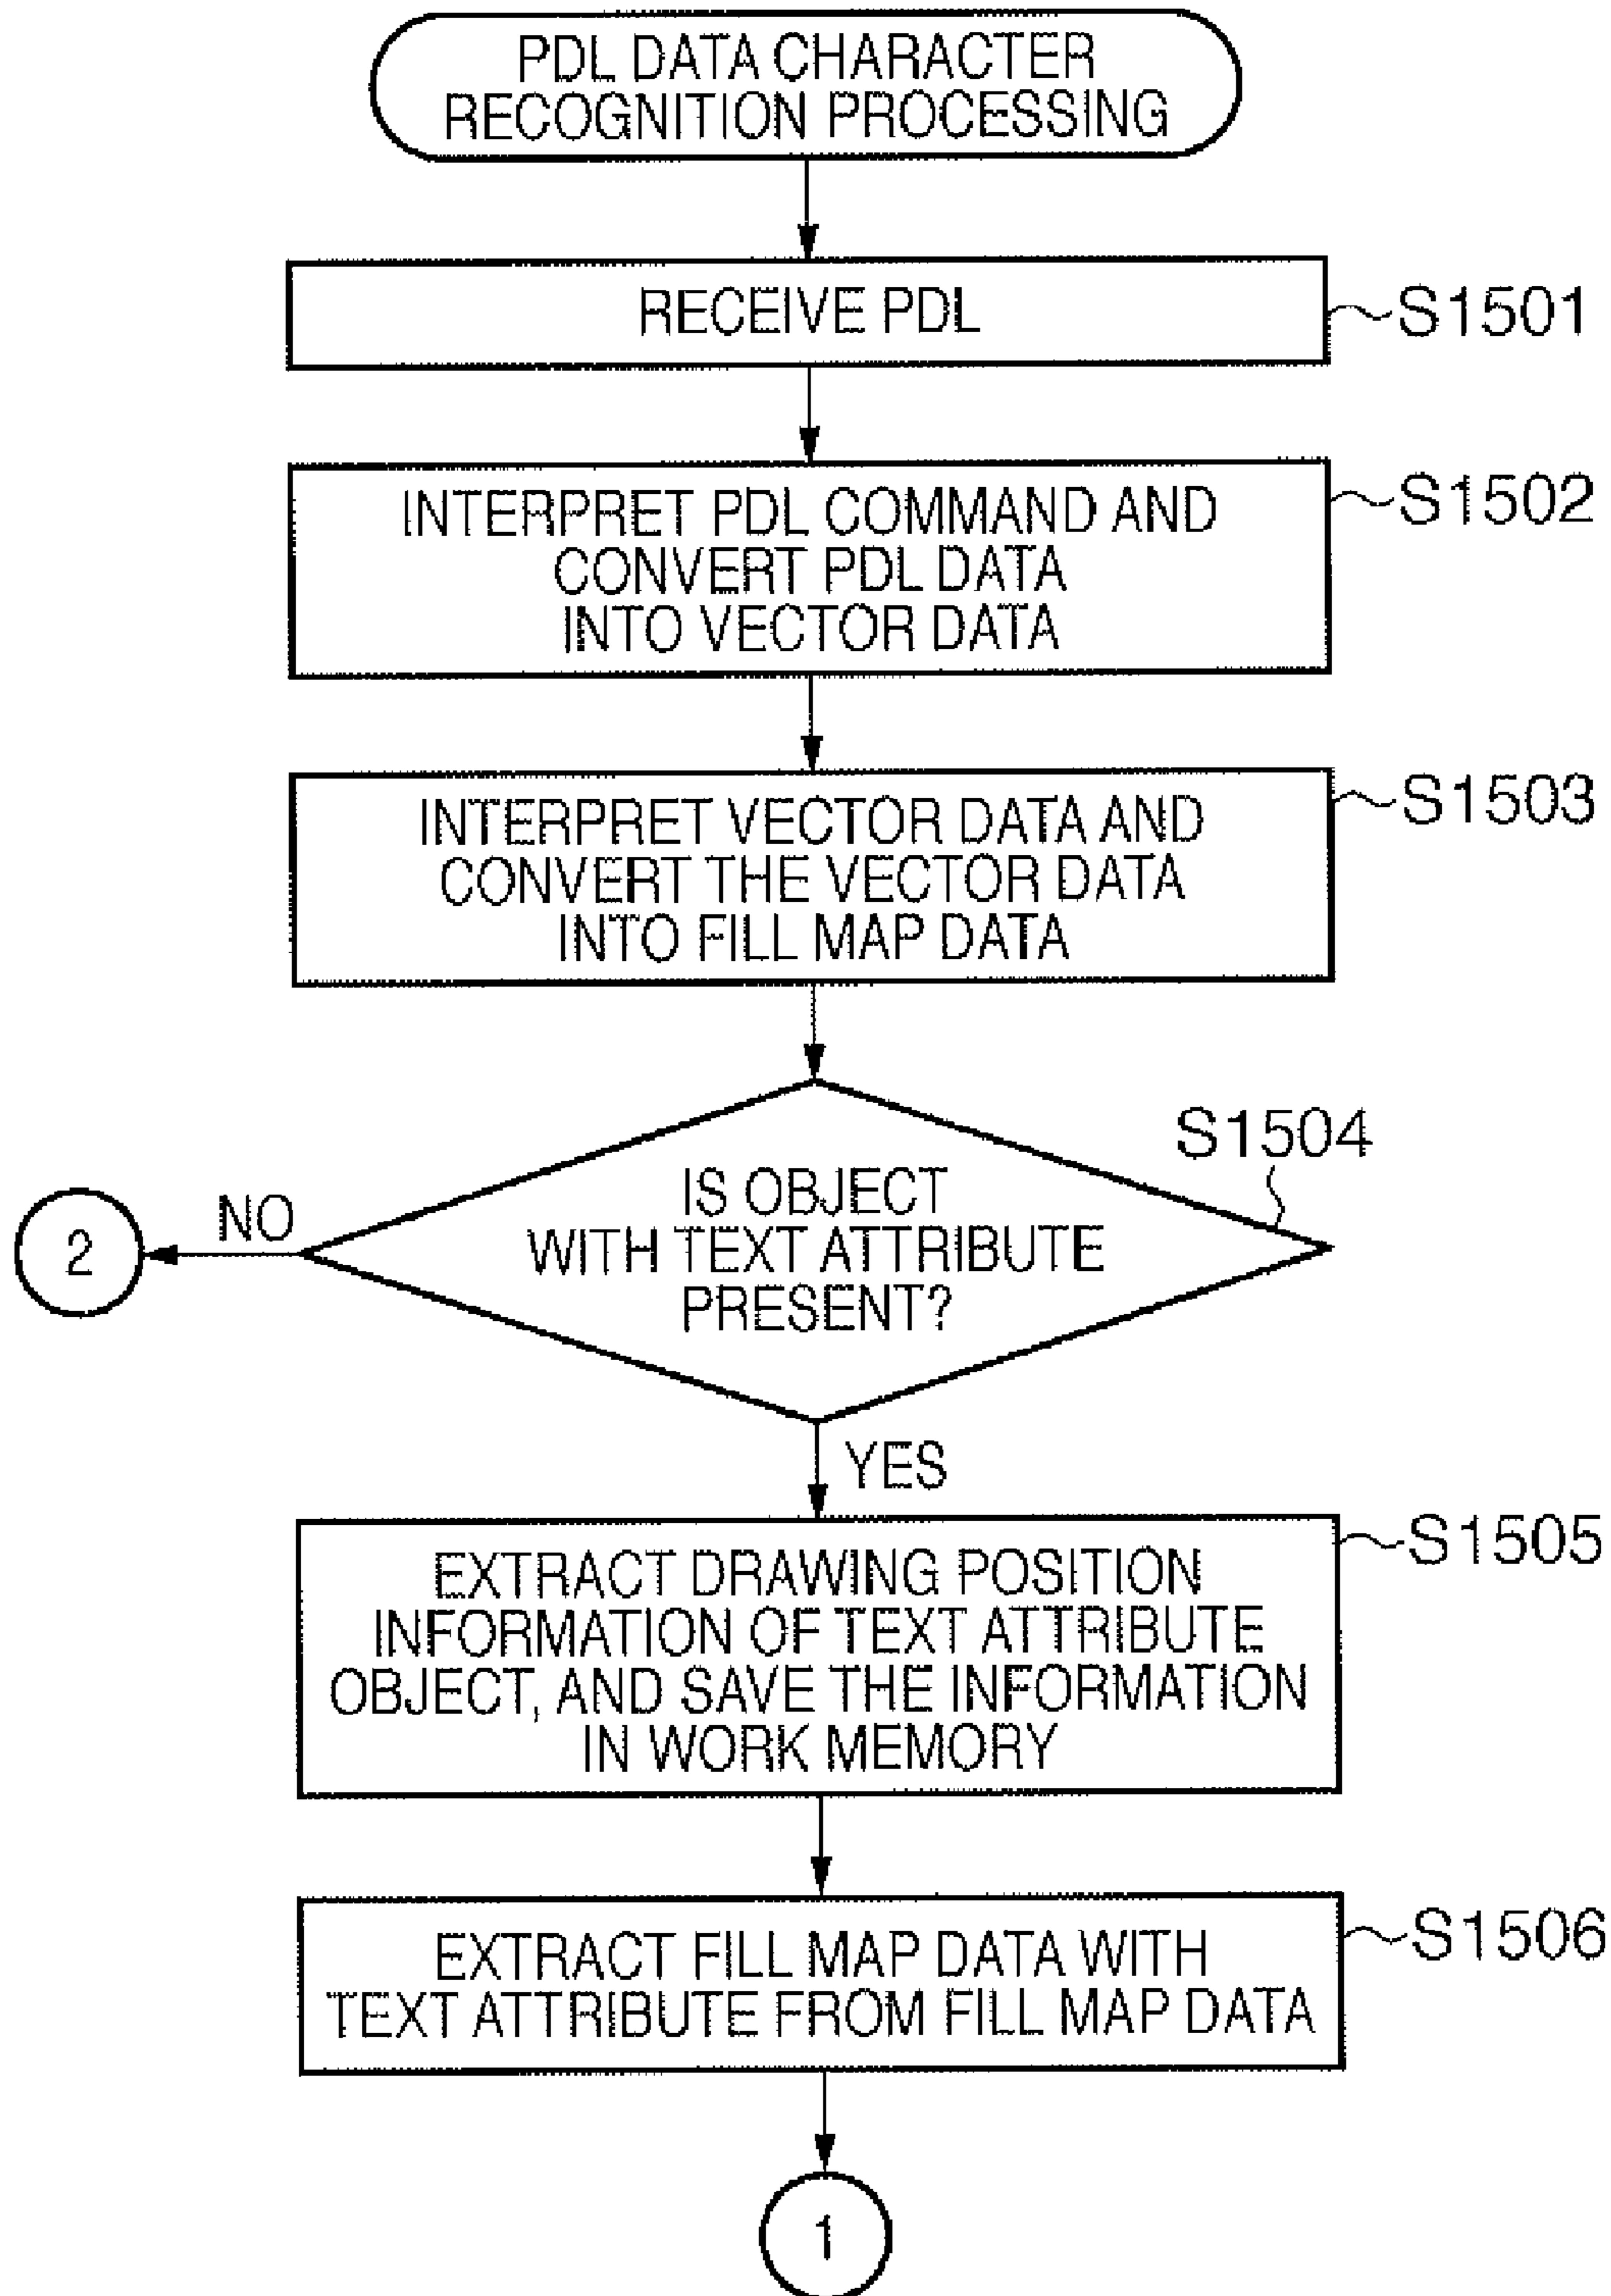 PDL DATA CHARACTER
RECOGNITION PROCESSING
RECEIVE PDL
S1501
INTERPRET PDL COMMAND AND
CONVERT PDL DATA
INTO VECTOR DATA
S1502
INTERPRET VECTOR DATA AND
CONVERT THE VECTOR DATA
INTO FILL MAP DATA
S1503
S1504
IS OBJECT
WITH TEXT ATTRIBUTE
PRESENT?
NO
2
YES
EXTRACT DRAWING POSITION
INFORMATION OF TEXT ATTRIBUTE
OBJECT, AND SAVE THE INFORMATION
IN WORK MEMORY
S1505
EXTRACT FILL MAP DATA WITH
TEXT ATTRIBUTE FROM FILL MAP DATA
S1506
1